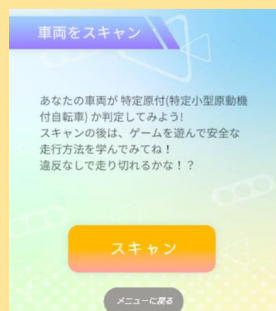 車両をスキャン
あなたの車両が 特定原付(特定小型原動機
付自転車) か判定してみよう!
スキャンの後は、ゲームを遊んで安全な
走行方法を学んでみてね！
違反なしで走り切れるかな！？
スキャン
メニューに戻る